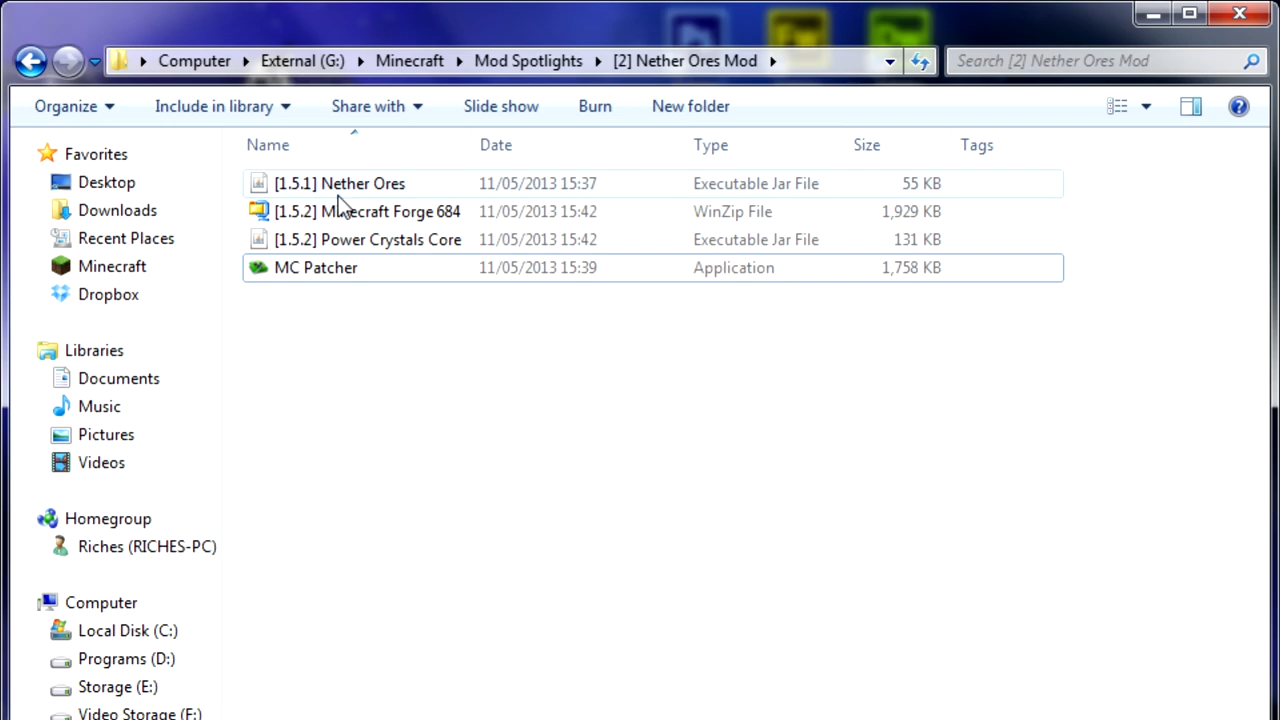 Computer External (G:) Minecraft Mod Spotlights [2] Nether Ores Mod Search [2] Nether Ores Mod
Organize Include in library Share with Slide show Burn New folder
Name Date Type Size Tags
[1.5.1] Nether Ores 11/05/2013 15:37 Executable Jar File 55 KB
[1.5.2] Minecraft Forge 684 11/05/2013 15:42 WinZip File 1,929 KB
[1.5.2] Power Crystals Core 11/05/2013 15:42 Executable Jar File 131 KB
MC Patcher 11/05/2013 15:39 Application 1,758 KB
Favorites
Desktop
Downloads
Recent Places
Minecraft
Dropbox
Libraries
Documents
Music
Pictures
Videos
Homegroup
Riches (RICHES-PC)
Computer
Local Disk (C:)
Programs (D:)
Storage (E:)
Video Storage (F:)